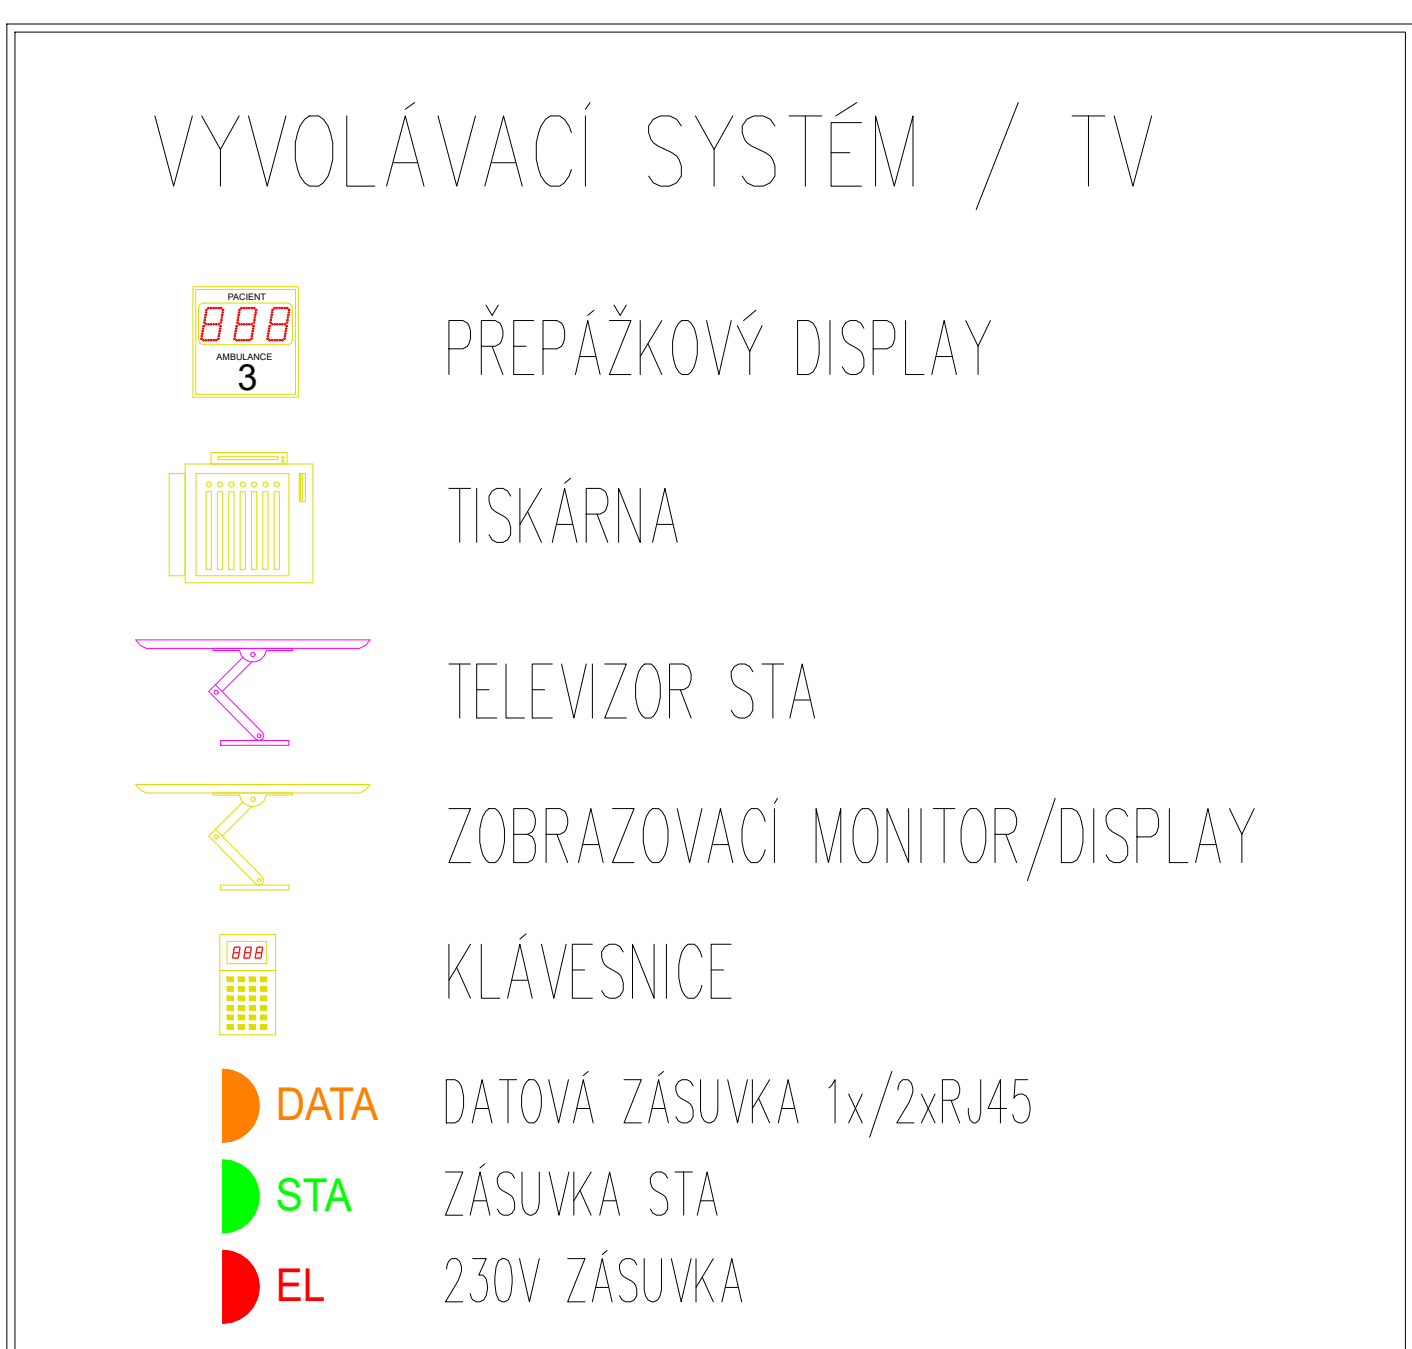 VYVOLÁVACÍ SYSTÉM / TV
PACIENT
888
AMBULANCE
3
PŘEPÁŽKOVÝ DISPLAY
TISKÁRNA
TELEVIZOR STA
ZOBRAZOVACÍ MONITOR/DISPLAY
888
KLÁVESNICE
DATA DATOVÁ ZÁSUVKA 1x/2xRJ45
STA ZÁSUVKA STA
EL 230V ZÁSUVKA